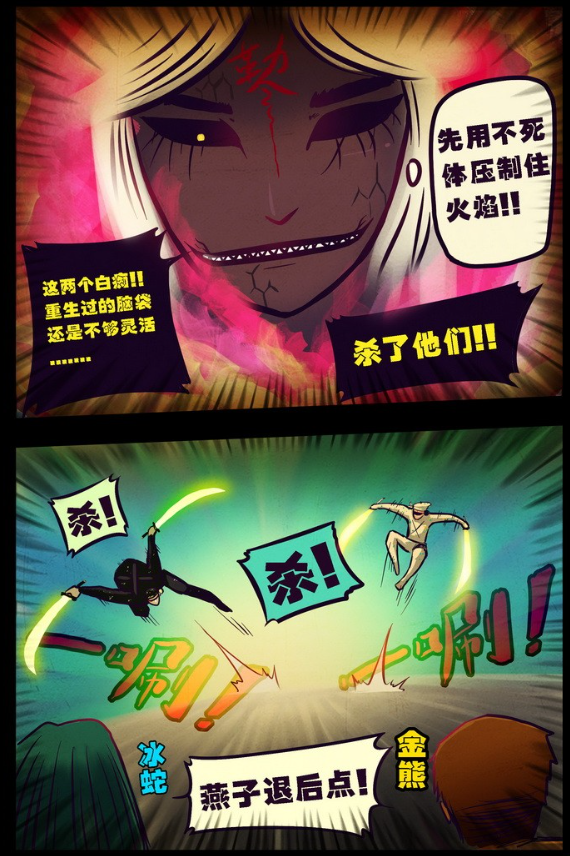 先用不死
体压制住
火焰!!
这两个白痴!!
重生过的脑袋
还是不够灵活
.......
杀了他们!!
杀!
杀!
一唰!
一唰!
冰蛇
金熊
燕子退后点!